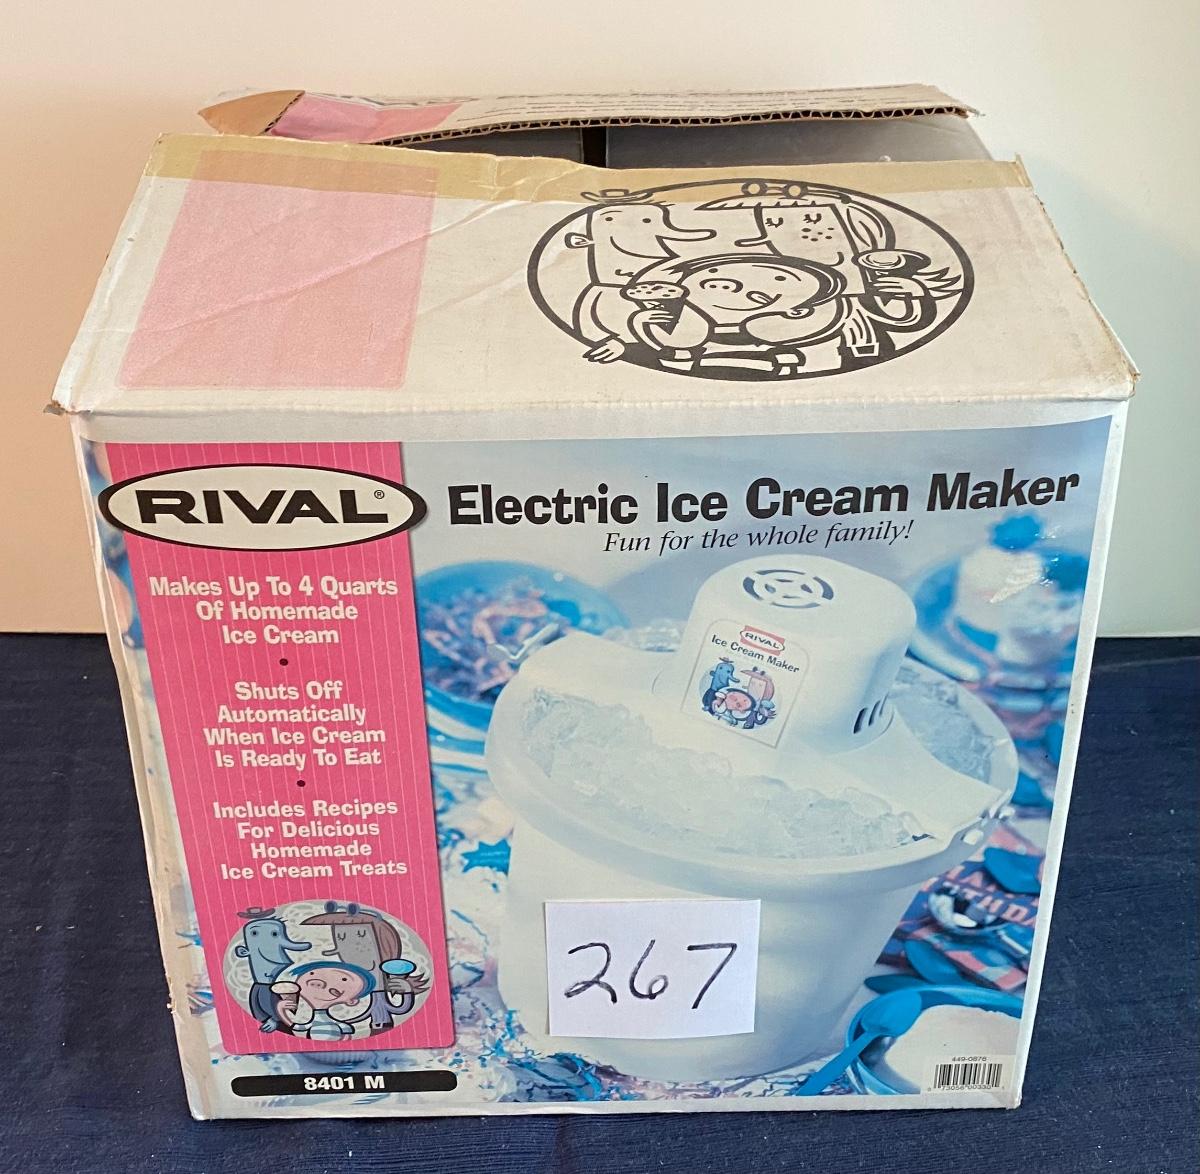 RIVAL®
Electric Ice Cream Maker
Fun for the whole family!
Makes Up To 4 Quarts
Of Homemade
Ice Cream
•
Shuts Off
Automatically
When Ice Cream
Is Ready To Eat
•
Includes Recipes
For Delicious
Homemade
Ice Cream Treats
RIVAL
Ice Cream Maker
267
8401 M
449-0876